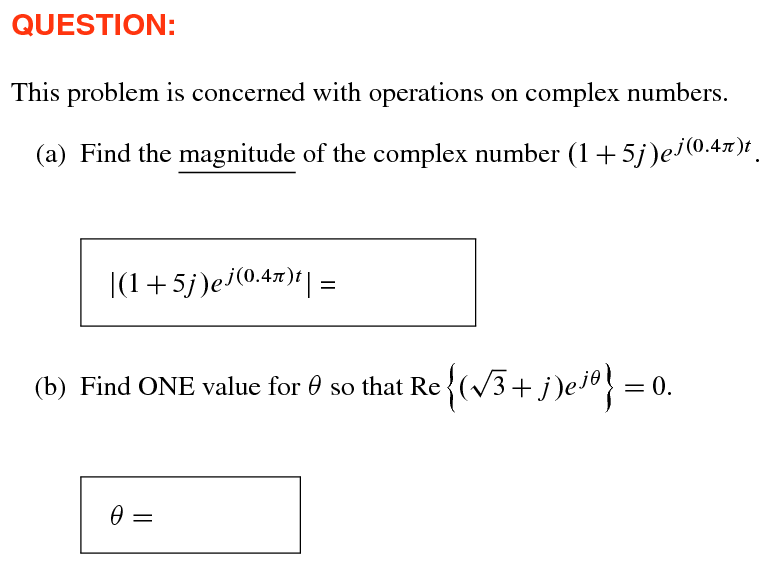 QUESTION:
This problem is concerned with operations on complex numbers.
(a) Find the magnitude of the complex number $(1+5j)e^{j(0.4\pi)t}$.
$|(1+5j)e^{j(0.4\pi)t}| =$
(b) Find ONE value for $\theta$ so that $\text{Re}\left\{(\sqrt{3}+j)e^{j\theta}\right\} = 0$.
$\theta =$